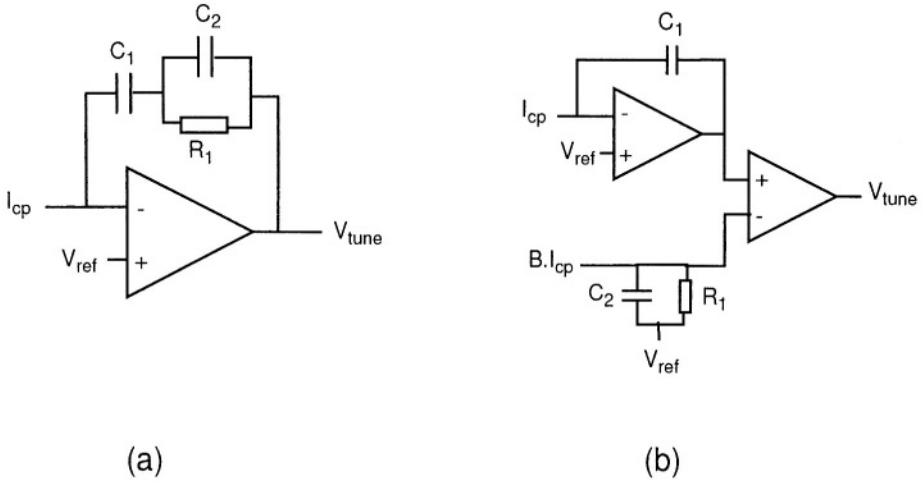 C2
C1
R1
Icp
-
Vref
+
Vtune
(a)
C1
Icp
-
Vref
+
+
-
Vtune
B.Icp
C2
R1
Vref
(b)